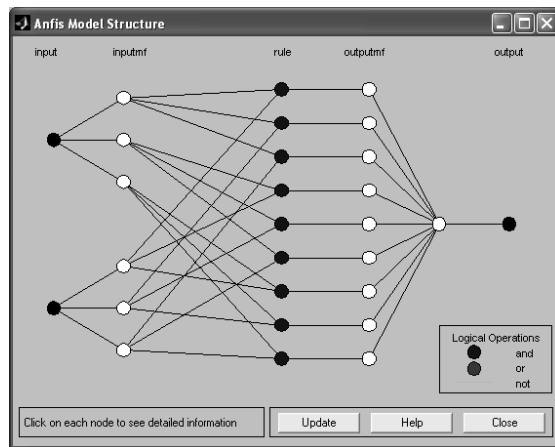 Anfis Model Structure
input inputmf rule outputmf output
Logical Operations
and
or
not
Click on each node to see detailed information
Update Help Close